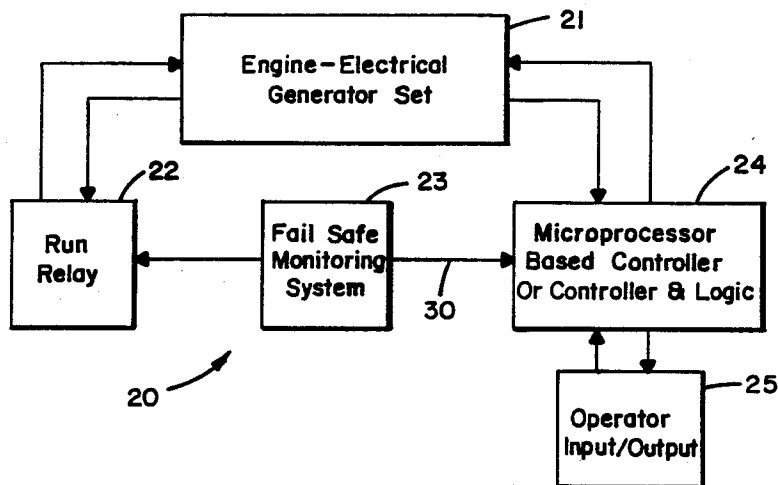 21
Engine-Electrical
Generator Set
22
Run
Relay
23
Fail Safe
Monitoring
System
30
24
Microprocessor
Based Controller
Or Controller & Logic
20
25
Operator
Input/Output